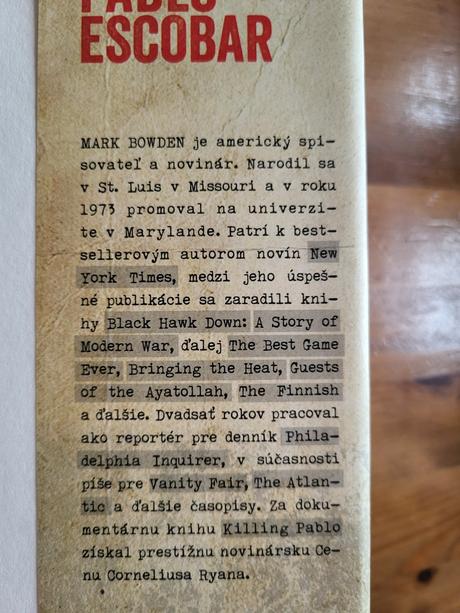 PABLO
ESCOBAR
MARK BOWDEN je americký spi-
sovateľ a novinár. Narodil sa
v St. Luis v Missouri a v roku
1973 promoval na univerzi-
te v Marylande. Patrí k best-
sellerovým autorom novín New
York Times, medzi jeho úspeš-
né publikácie sa zaradili kni-
hy Black Hawk Down: A Story of
Modern War, ďalej The Best Game
Ever, Bringing the Heat, Guests
of the Ayatollah, The Finnish
a ďalšie. Dvadsať rokov pracoval
ako reportér pre denník Phila-
delphia Inquirer, v súčasnosti
píše pre Vanity Fair, The Atlan-
tic a ďalšie časopisy. Za doku-
mentárnu knihu Killing Pablo
získal prestížnu novinársku Ce-
nu Corneliusa Ryana.